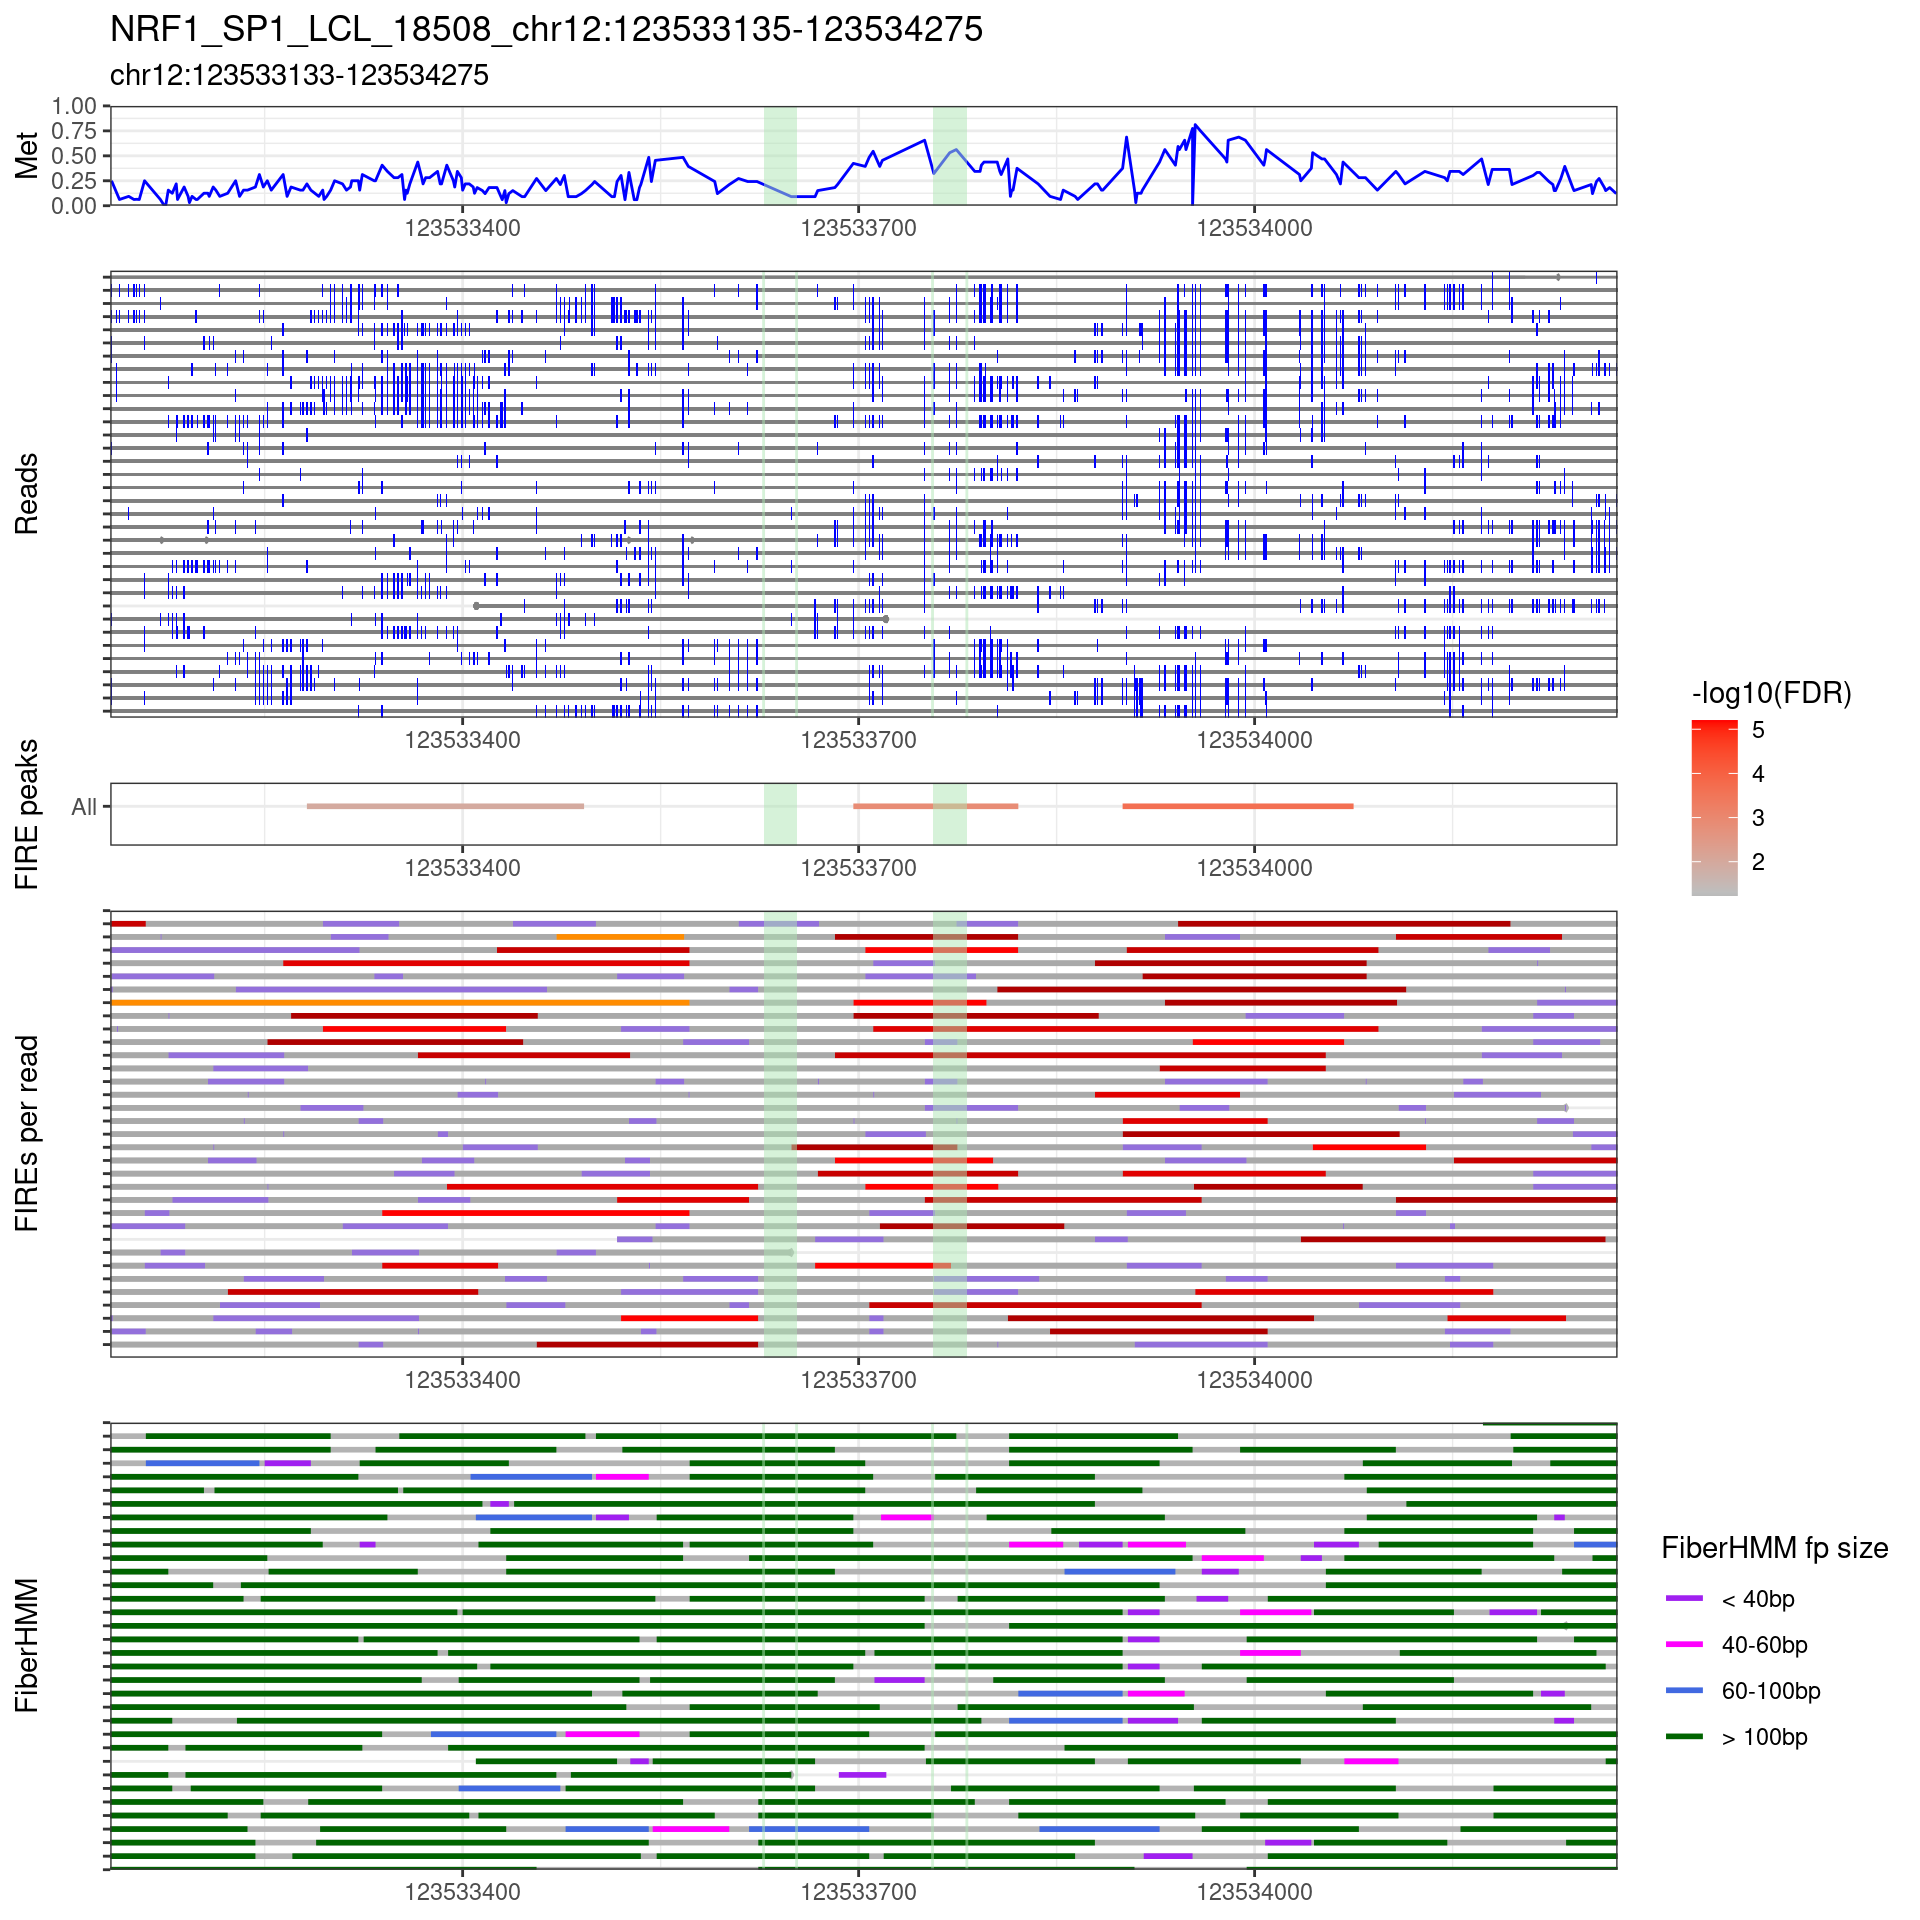 NRF1_SP1_LCL_18508_chr12:123533135-123534275
chr12:123533133-123534275
Met
1.00
0.75
0.50
0.25
0.00
123533400 123533700 123534000
Reads
123533400 123533700 123534000
FIRE peaks
All
123533400 123533700 123534000
-log10(FDR)
5
4
3
2
FIREs per read
123533400 123533700 123534000
FiberHMM
123533400 123533700 123534000
FiberHMM fp size
< 40bp
40-60bp
60-100bp
> 100bp